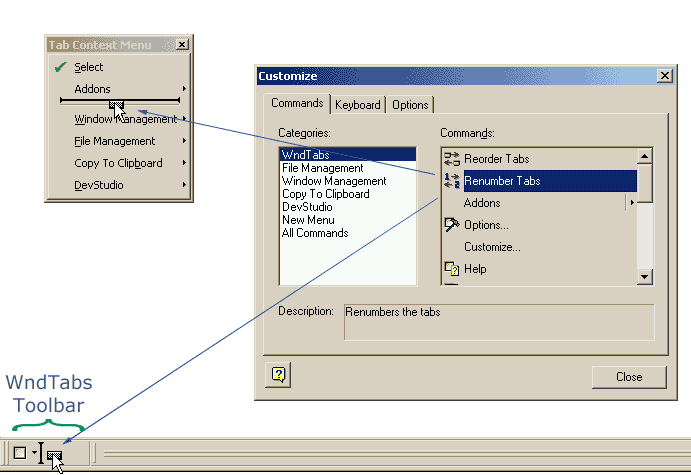 Tab Context Menu
Select
Addons
Window Management
File Management
Copy To Clipboard
DevStudio
Customize
Commands Keyboard Options
Categories:
WndTabs
File Management
Window Management
Copy To Clipboard
DevStudio
New Menu
All Commands
Commands:
Reorder Tabs
Renumber Tabs
Addons
Options...
Customize...
Help
Description: Renumbers the tabs
Close
WndTabs
Toolbar